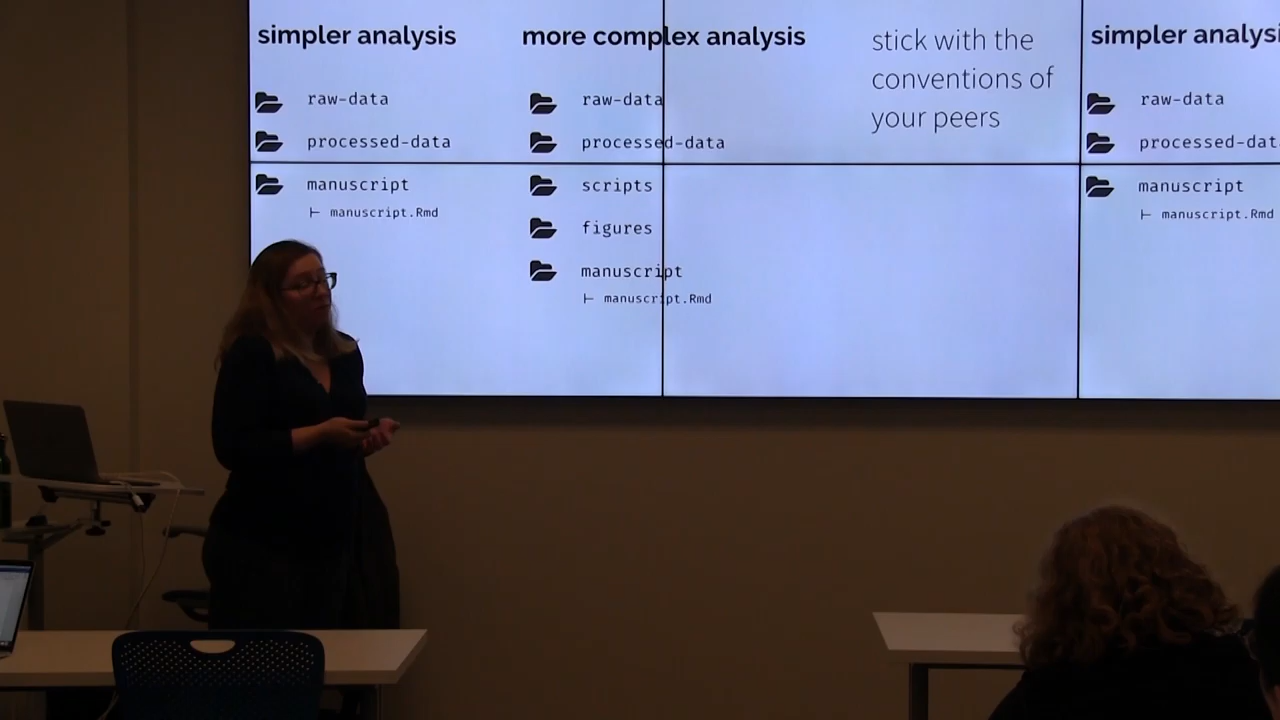 simpler analysis
raw-data
processed-data
manuscript
manuscript.Rmd
more complex analysis
raw-data
processed-data
scripts
figures
manuscript
manuscript.Rmd
stick with the
conventions of
your peers
simpler analysi
raw-data
processed-dat
manuscript
manuscript.Rmd